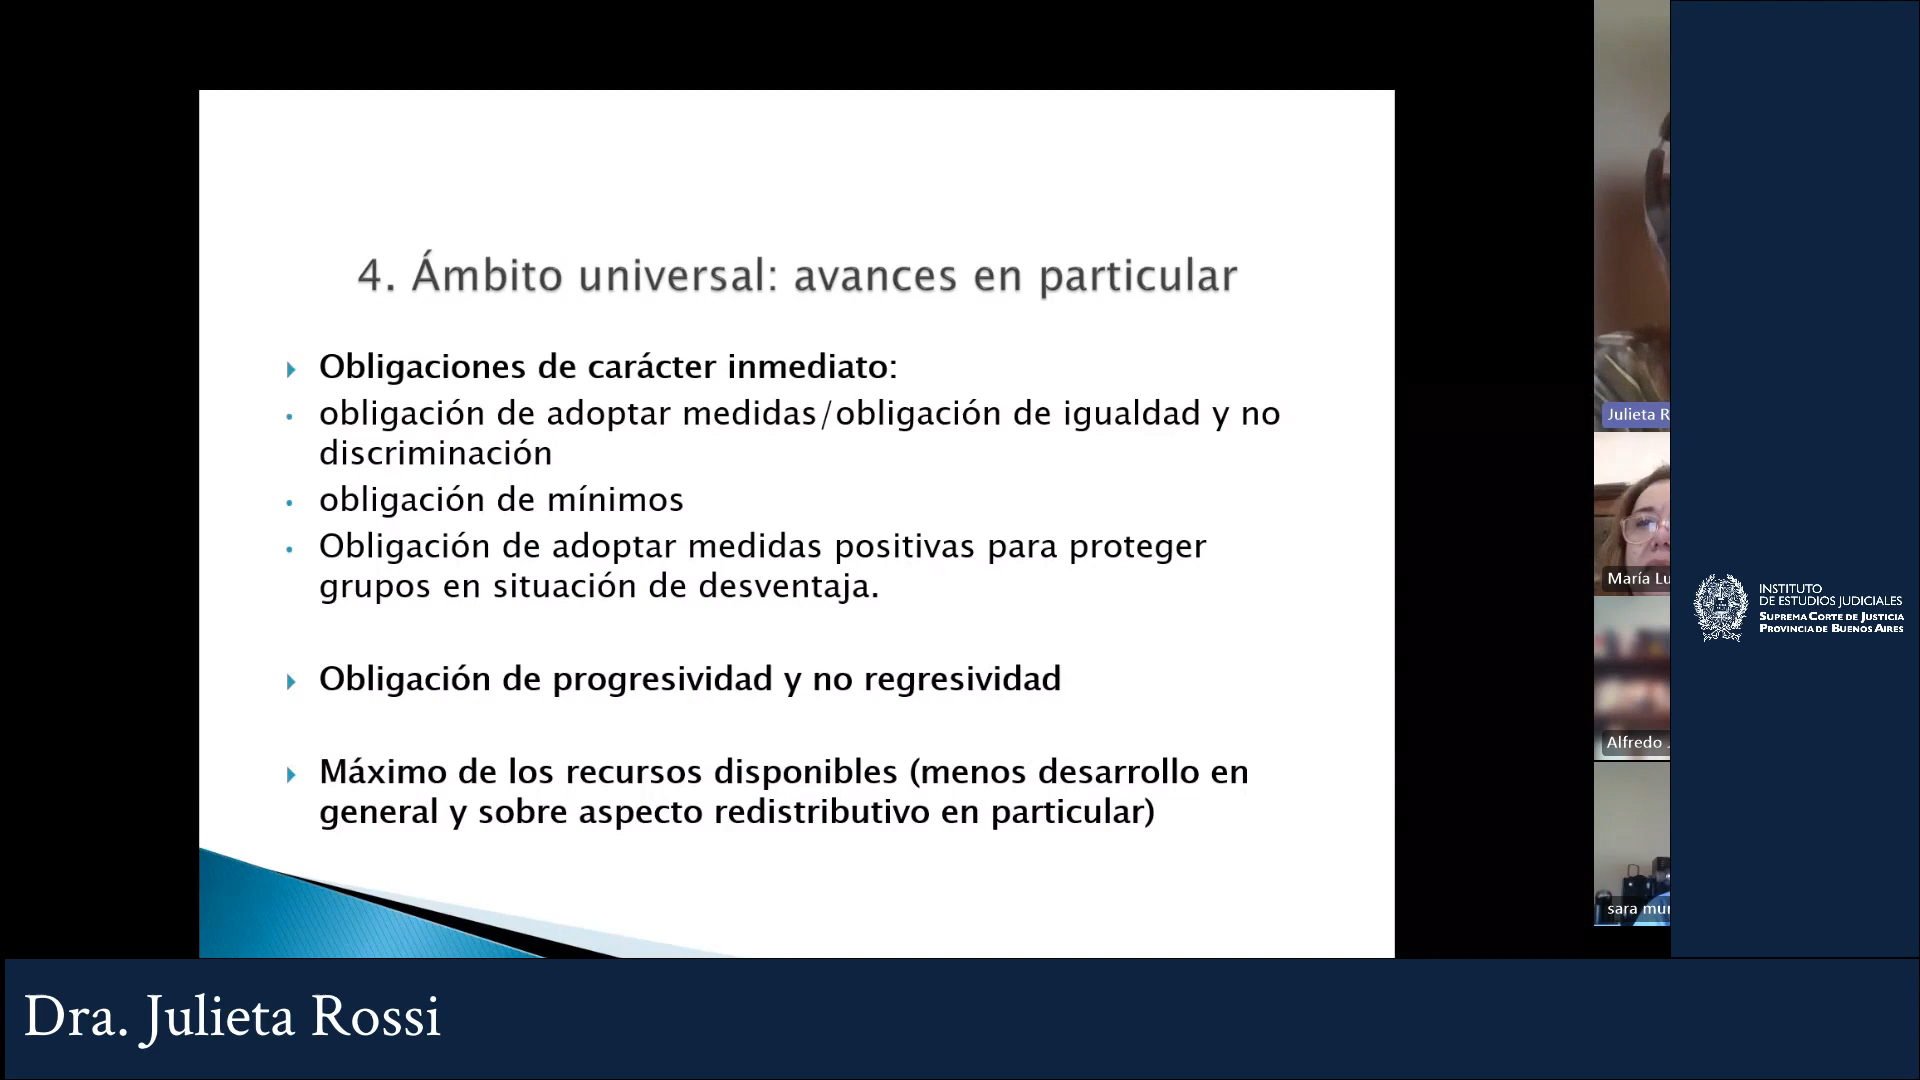 4. Ámbito universal: avances en particular
Obligaciones de carácter inmediato:
obligación de adoptar medidas/obligación de igualdad y no
discriminación
obligación de mínimos
Obligación de adoptar medidas positivas para proteger
grupos en situación de desventaja.
Obligación de progresividad y no regresividad
Máximo de los recursos disponibles (menos desarrollo en
general y sobre aspecto redistributivo en particular)
Julieta R
María Lu
Alfredo
sara mu
INSTITUTO
DE ESTUDIOS JUDICIALES
SUPREMA CORTE DE JUSTICIA
PROVINCIA DE BUENOS AIRES
Dra. Julieta Rossi